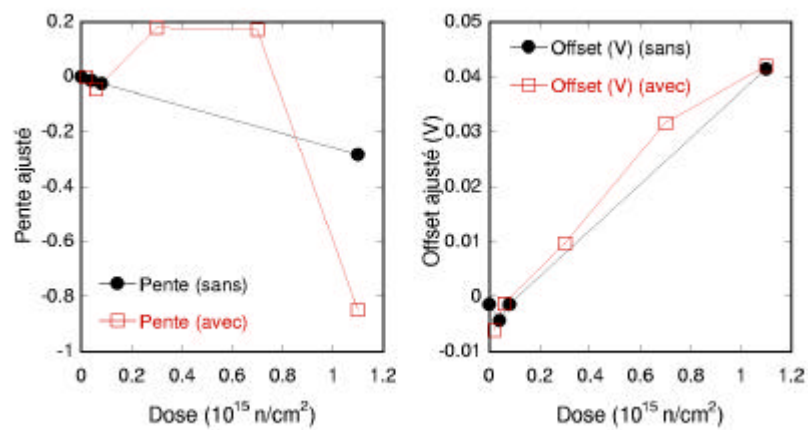 0.2
0
-0.2
-0.4
-0.6
-0.8
-1
Pente ajusté
Pente (sans)
Pente (avec)
0 0.2 0.4 0.6 0.8 1 1.2
Dose (10¹⁵ n/cm²)
0.05
0.04
0.03
0.02
0.01
0
-0.01
Offset ajusté (V)
Offset (V) (sans)
Offset (V) (avec)
0 0.2 0.4 0.6 0.8 1 1.2
Dose (10¹⁵ n/cm²)